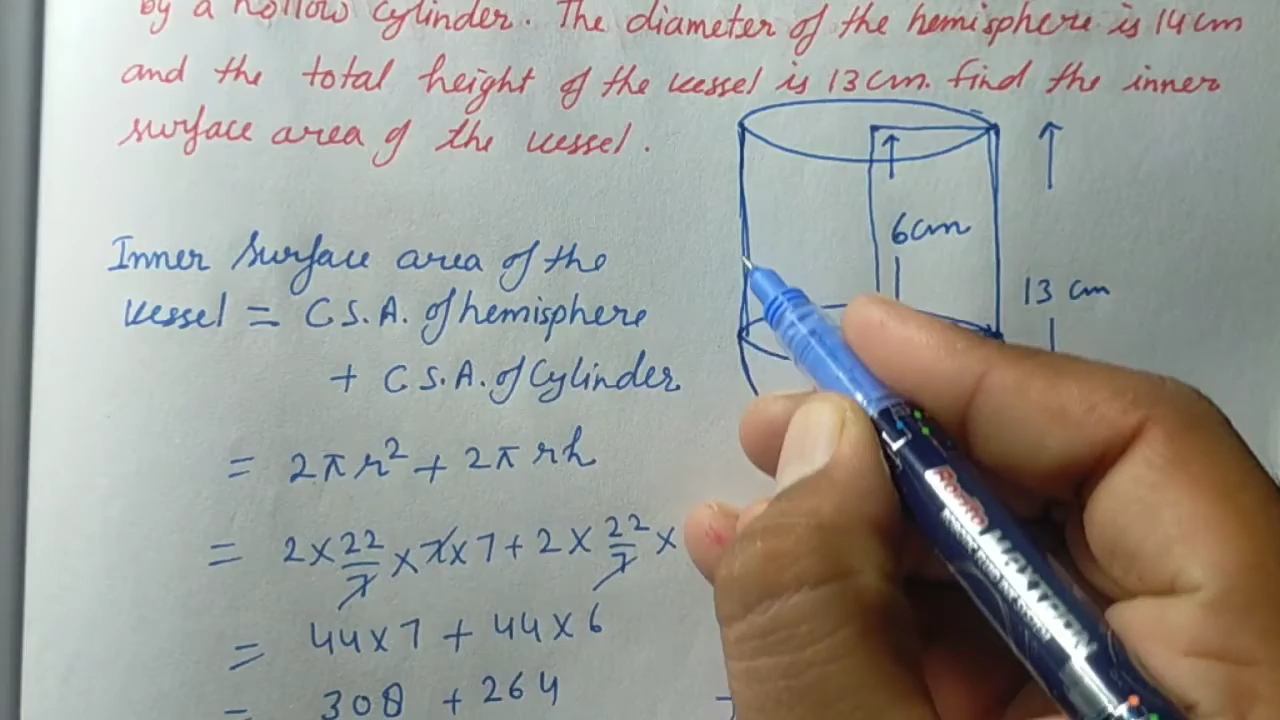 by a hollow cylinder. The diameter of the hemisphere is 14cm
and the total height of the vessel is 13cm. find the inner
surface area of the vessel.
6cm
13 cm
Inner surface area of the
vessel = C.S.A. of hemisphere
+ C.S.A. of Cylinder
= 2πr² + 2πrh
= 2 × 22/7 × 7 × 7 + 2 × 22/7 ×
= 44 × 7 + 44 × 6
= 308 + 264
MAXTRON